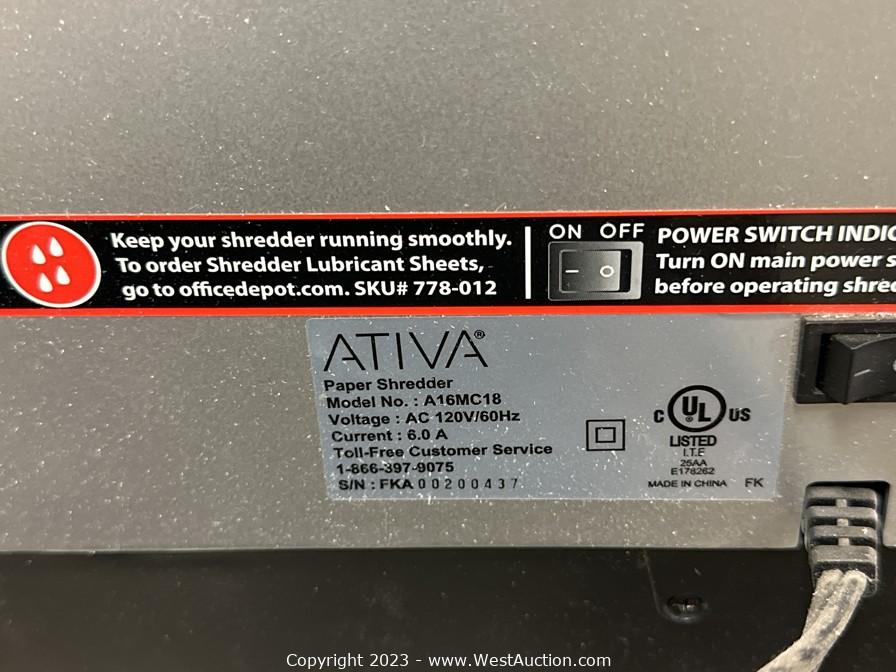 Keep your shredder running smoothly.
To order Shredder Lubricant Sheets,
go to officedepot.com. SKU# 778-012
ON OFF
POWER SWITCH
Turn ON main power
before operating
ATIVA®
Paper Shredder
Model No. : A16MC18
Voltage : AC 120V/60Hz
Current : 6.0 A
Toll-Free Customer Service
1-866-397-9075
S/N : FKA 00200437
C UL US
LISTED
I.T.E
25AA
E178262
MADE IN CHINA FK
Copyright 2023 - www.WestAuction.com